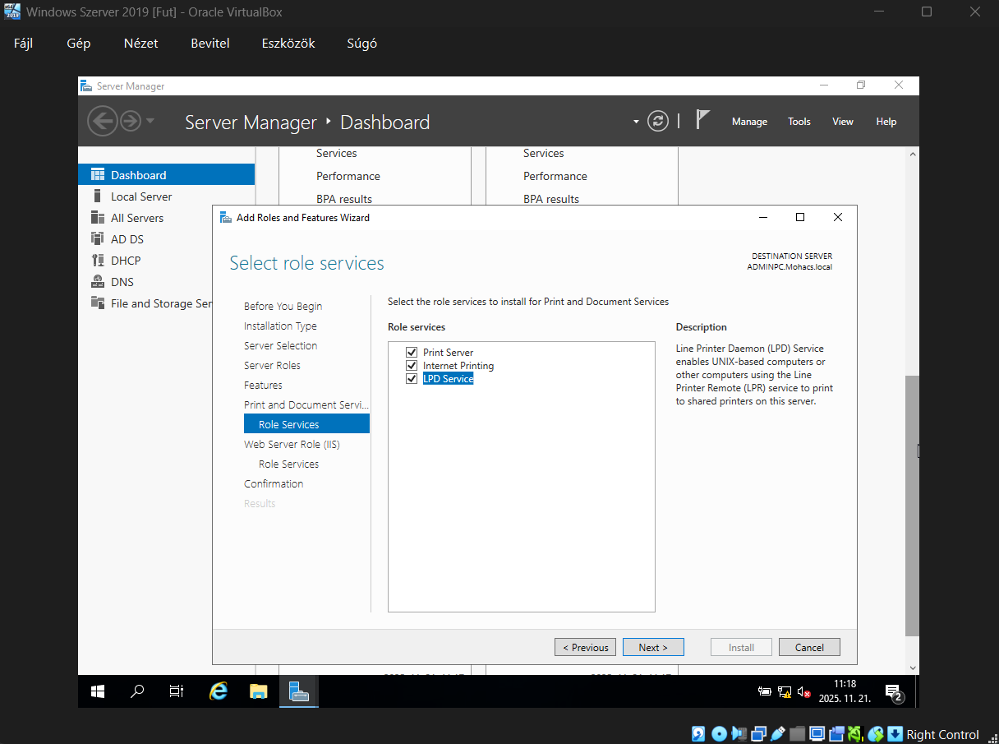 Windows Szerver 2019 [Fut] - Oracle VirtualBox
Fájl Gép Nézet Bevitel Eszközök Súgó
Server Manager
Server Manager ‣ Dashboard
Manage Tools View Help
Dashboard
Local Server
All Servers
AD DS
DHCP
DNS
File and Storage Ser
Services
Performance
BPA results
Services
Performance
BPA results
Add Roles and Features Wizard
Select role services
DESTINATION SERVER
ADMINPC.Mohacs.local
Before You Begin
Installation Type
Server Selection
Server Roles
Features
Print and Document Servi...
Role Services
Web Server Role (IIS)
Role Services
Confirmation
Results
Select the role services to install for Print and Document Services
Role services
Print Server
Internet Printing
LPD Service
Description
Line Printer Daemon (LPD) Service
enables UNIX-based computers or
other computers using the Line
Printer Remote (LPR) service to print
to shared printers on this server.
< Previous Next > Install Cancel
11:18
2025. 11. 21.
2
Right Control